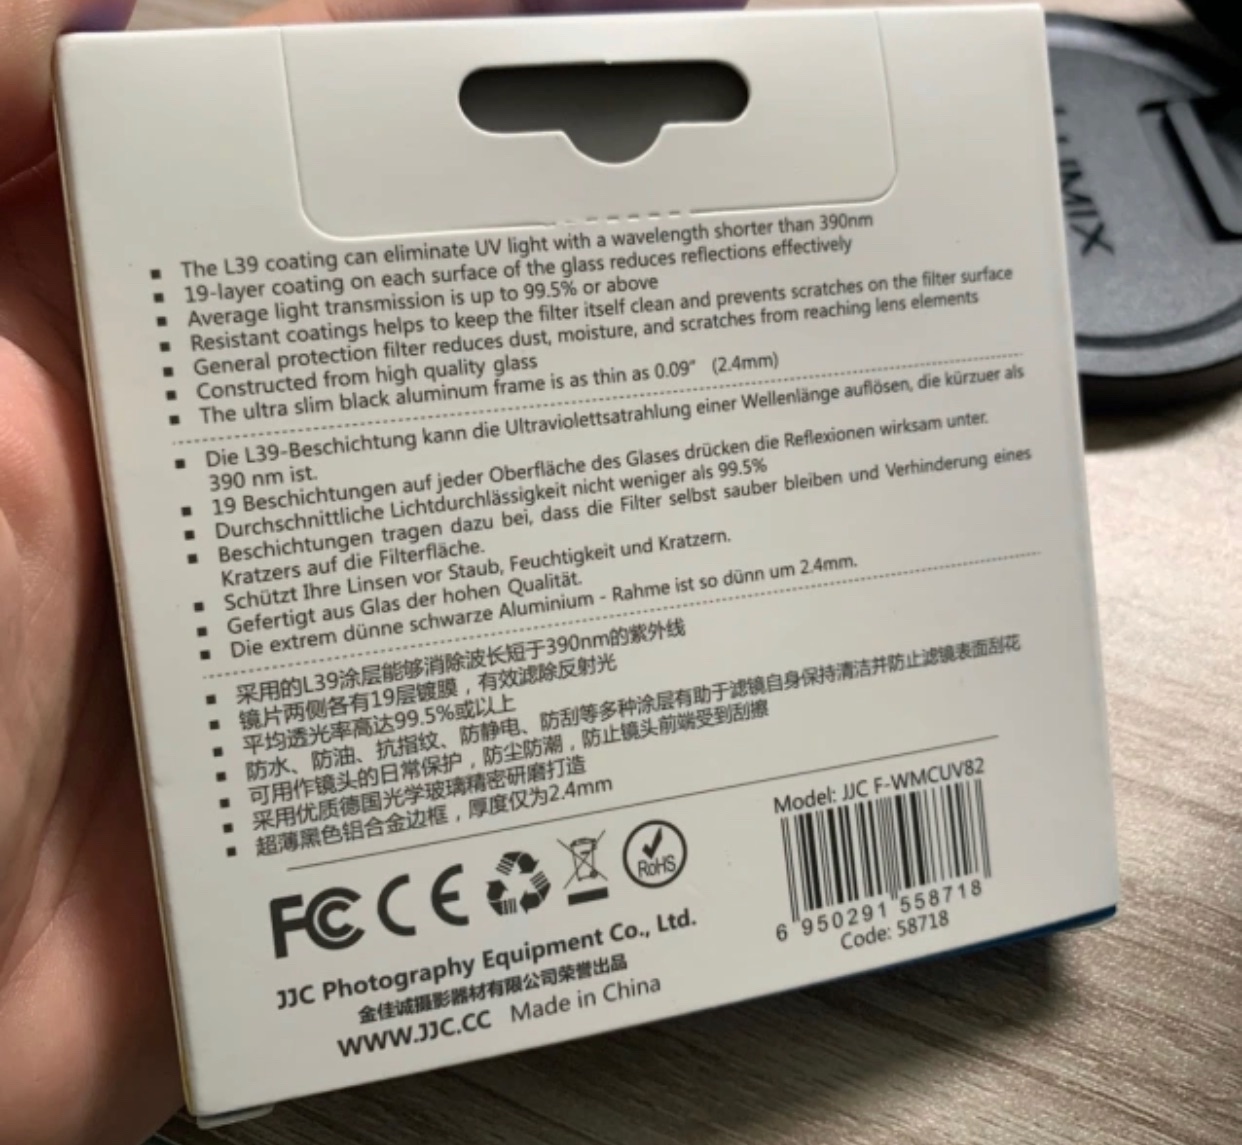 The L39 coating can eliminate UV light with a wavelength shorter than 390nm
19-layer coating on each surface of the glass reduces reflections effectively
Average light transmission is up to 99.5% or above
Resistant coatings helps to keep the filter itself clean and prevents scratches on the filter surface
General protection filter reduces dust, moisture, and scratches from reaching lens elements
Constructed from high quality glass
The ultra slim black aluminum frame is as thin as 0.09" (2.4mm)
Die L39-Beschichtung kann die Ultraviolettsatrahlung einer Wellenlänge auflösen, die kürzuer als
390 nm ist.
19 Beschichtungen auf jeder Oberfläche des Glases drücken die Reflexionen wirksam unter.
Durchschnittliche Lichtdurchlässigkeit nicht weniger als 99.5%
Beschichtungen tragen dazu bei, dass die Filter selbst sauber bleiben und Verhinderung eines
Kratzers auf die Filterfläche.
Schützt Ihre Linsen vor Staub, Feuchtigkeit und Kratzern.
Gefertigt aus Glas der hohen Qualität.
Die extrem dünne schwarze Aluminium - Rahme ist so dünn um 2.4mm.
采用的L39涂层能够消除波长短于390nm的紫外线
镜片两侧各有19层镀膜，有效滤除反射光
平均透光率高达99.5%或以上
防水、防油、抗指纹、防静电、防刮等多种涂层有助于滤镜自身保持清洁并防止滤镜表面刮花
可用作镜头的日常保护，防尘防潮，防止镜头前端受到刮擦
采用优质德国光学玻璃精密研磨打造
超薄黑色铝合金边框，厚度仅为2.4mm
Model: JJC F-WMCUV82
6 950291 558718
Code: 58718
FC CE RoHS
JJC Photography Equipment Co., Ltd.
金佳诚摄影器材有限公司荣誉出品
WWW.JJC.CC Made in China
LUMIX